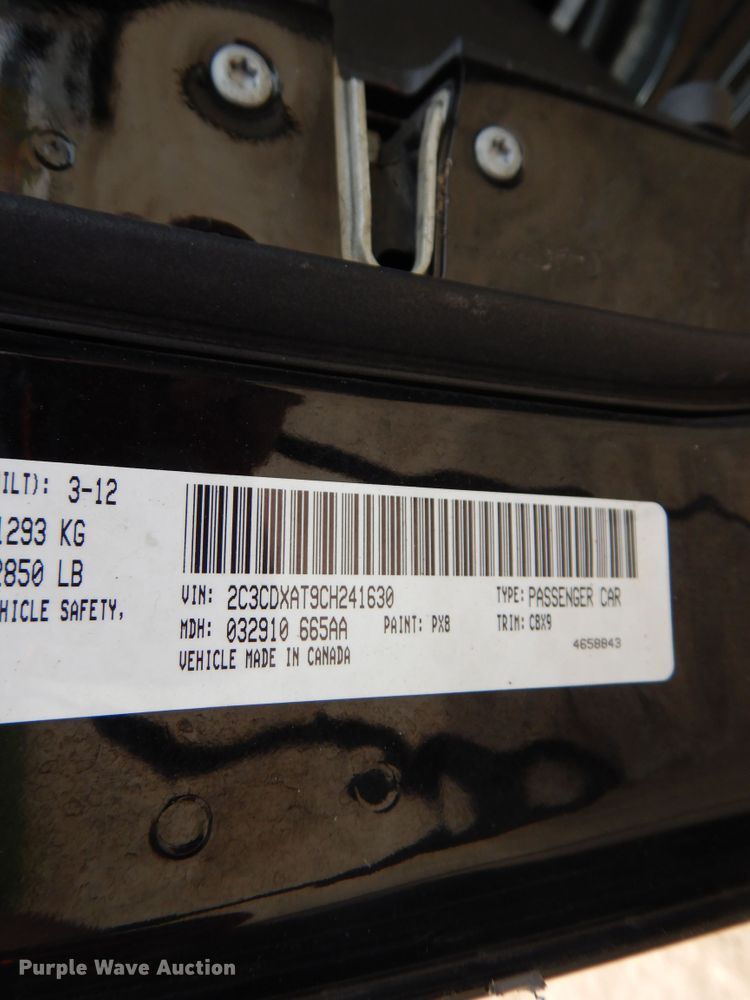 ILT): 3-12
1293 KG
2850 LB
HICLE SAFETY,
VIN: 2C3CDXAT9CH241630 TYPE: PASSENGER CAR
MDH: 032910 665AA PAINT: PX8 TRIM: CBX9
VEHICLE MADE IN CANADA 4658843
Purple Wave Auction